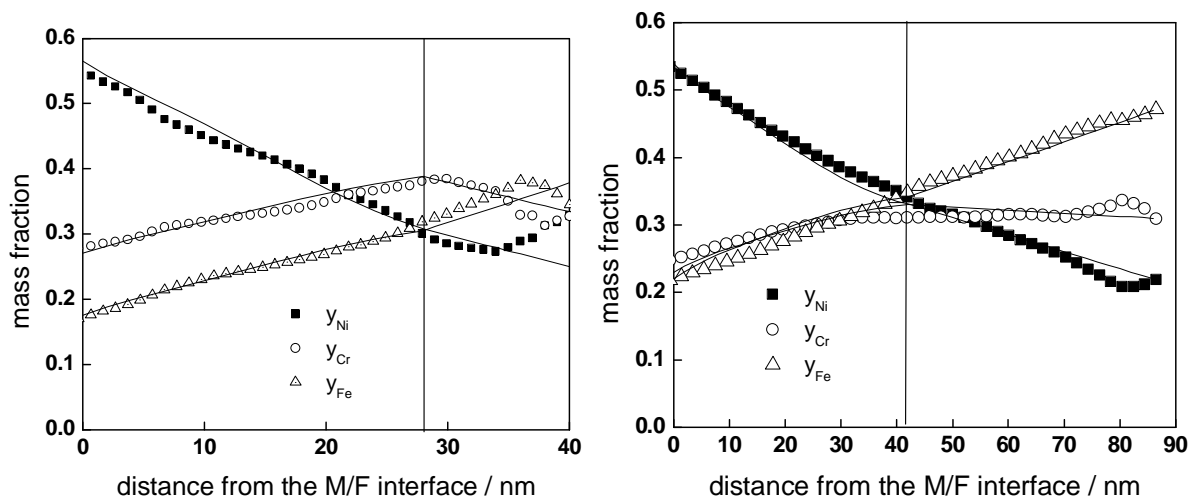 0.6
0.5
0.4
0.3
0.2
0.1
0.0
mass fraction
y_Ni
y_Cr
y_Fe
0 10 20 30 40
distance from the M/F interface / nm
0.6
0.5
0.4
0.3
0.2
0.1
0.0
mass fraction
y_Ni
y_Cr
y_Fe
0 10 20 30 40 50 60 70 80 90
distance from the M/F interface / nm